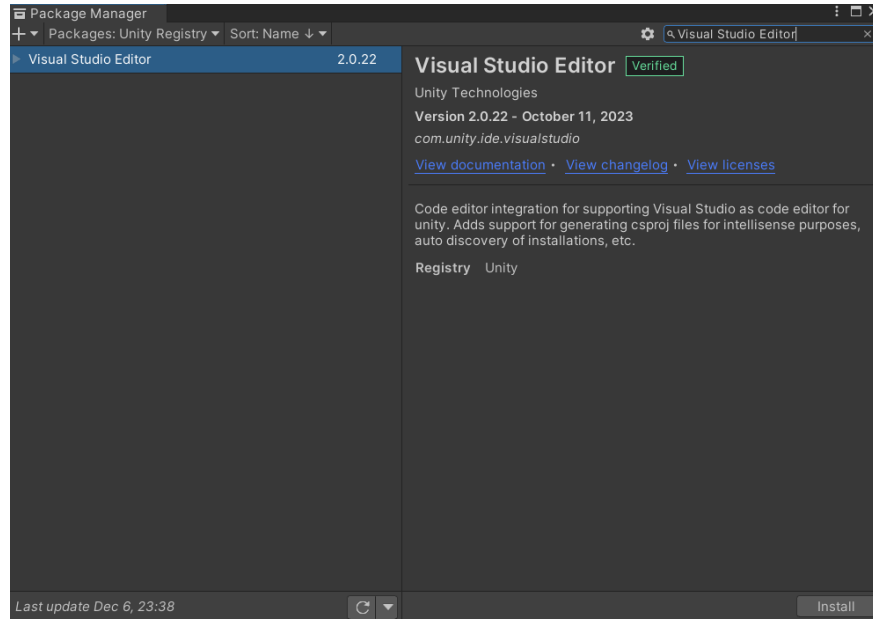 Package Manager
+ Packages: Unity Registry Sort: Name ↓ Visual Studio Editor
Visual Studio Editor 2.0.22
Visual Studio Editor Verified
Unity Technologies
Version 2.0.22 - October 11, 2023
com.unity.ide.visualstudio
View documentation • View changelog • View licenses
Code editor integration for supporting Visual Studio as code editor for
unity. Adds support for generating csproj files for intellisense purposes,
auto discovery of installations, etc.
Registry Unity
Last update Dec 6, 23:38
Install